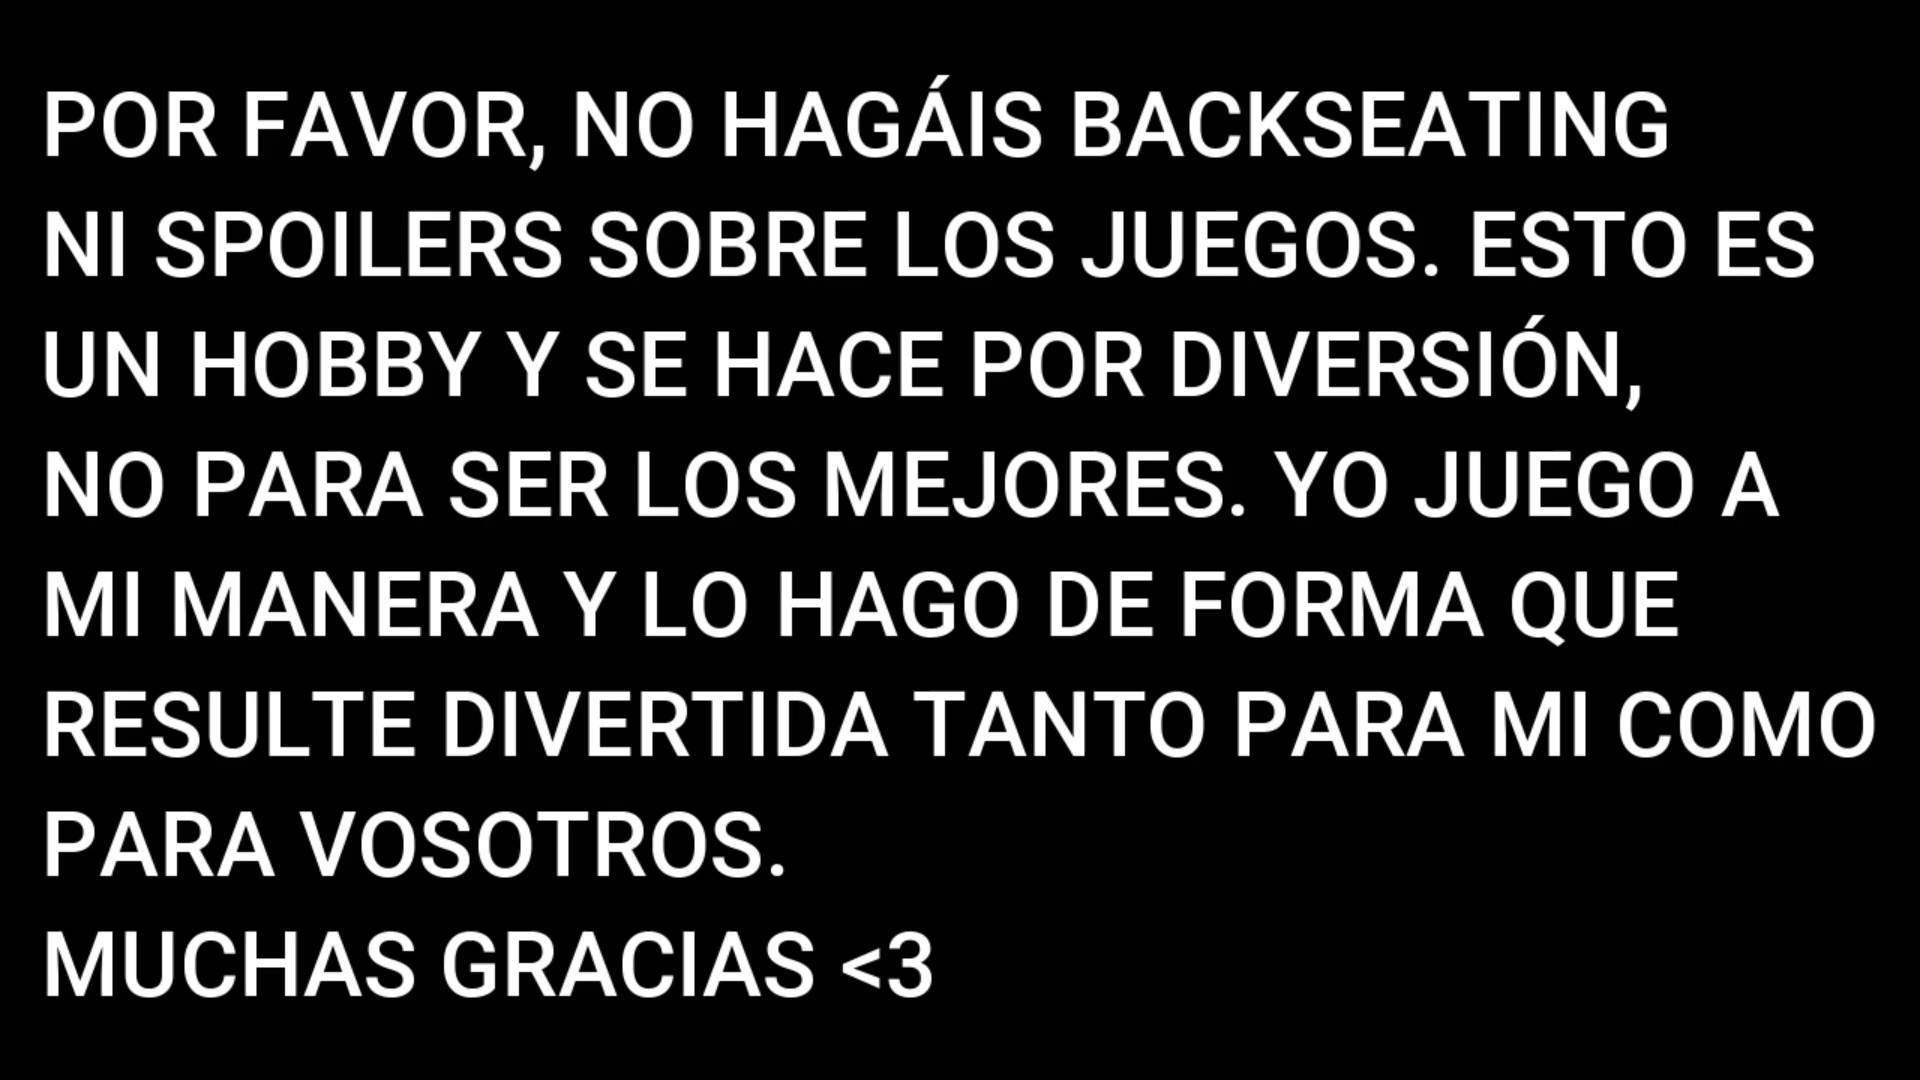 POR FAVOR, NO HAGÁIS BACKSEATING
NI SPOILERS SOBRE LOS JUEGOS. ESTO ES
UN HOBBY Y SE HACE POR DIVERSIÓN,
NO PARA SER LOS MEJORES. YO JUEGO A
MI MANERA Y LO HAGO DE FORMA QUE
RESULTE DIVERTIDA TANTO PARA MI COMO
PARA VOSOTROS.
MUCHAS GRACIAS <3